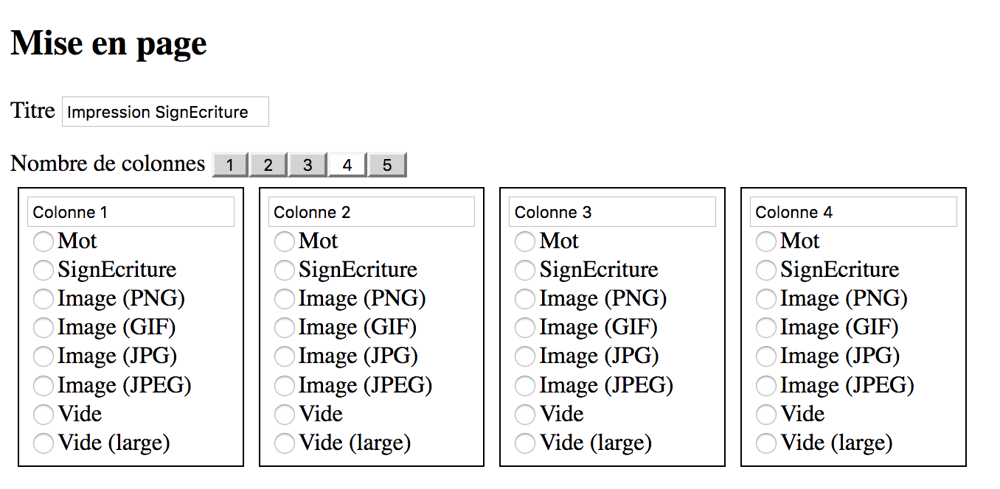 Mise en page
Titre Impression SignEcriture
Nombre de colonnes 1 2 3 4 5
Colonne 1
Mot
SignEcriture
Image (PNG)
Image (GIF)
Image (JPG)
Image (JPEG)
Vide
Vide (large)
Colonne 2
Mot
SignEcriture
Image (PNG)
Image (GIF)
Image (JPG)
Image (JPEG)
Vide
Vide (large)
Colonne 3
Mot
SignEcriture
Image (PNG)
Image (GIF)
Image (JPG)
Image (JPEG)
Vide
Vide (large)
Colonne 4
Mot
SignEcriture
Image (PNG)
Image (GIF)
Image (JPG)
Image (JPEG)
Vide
Vide (large)